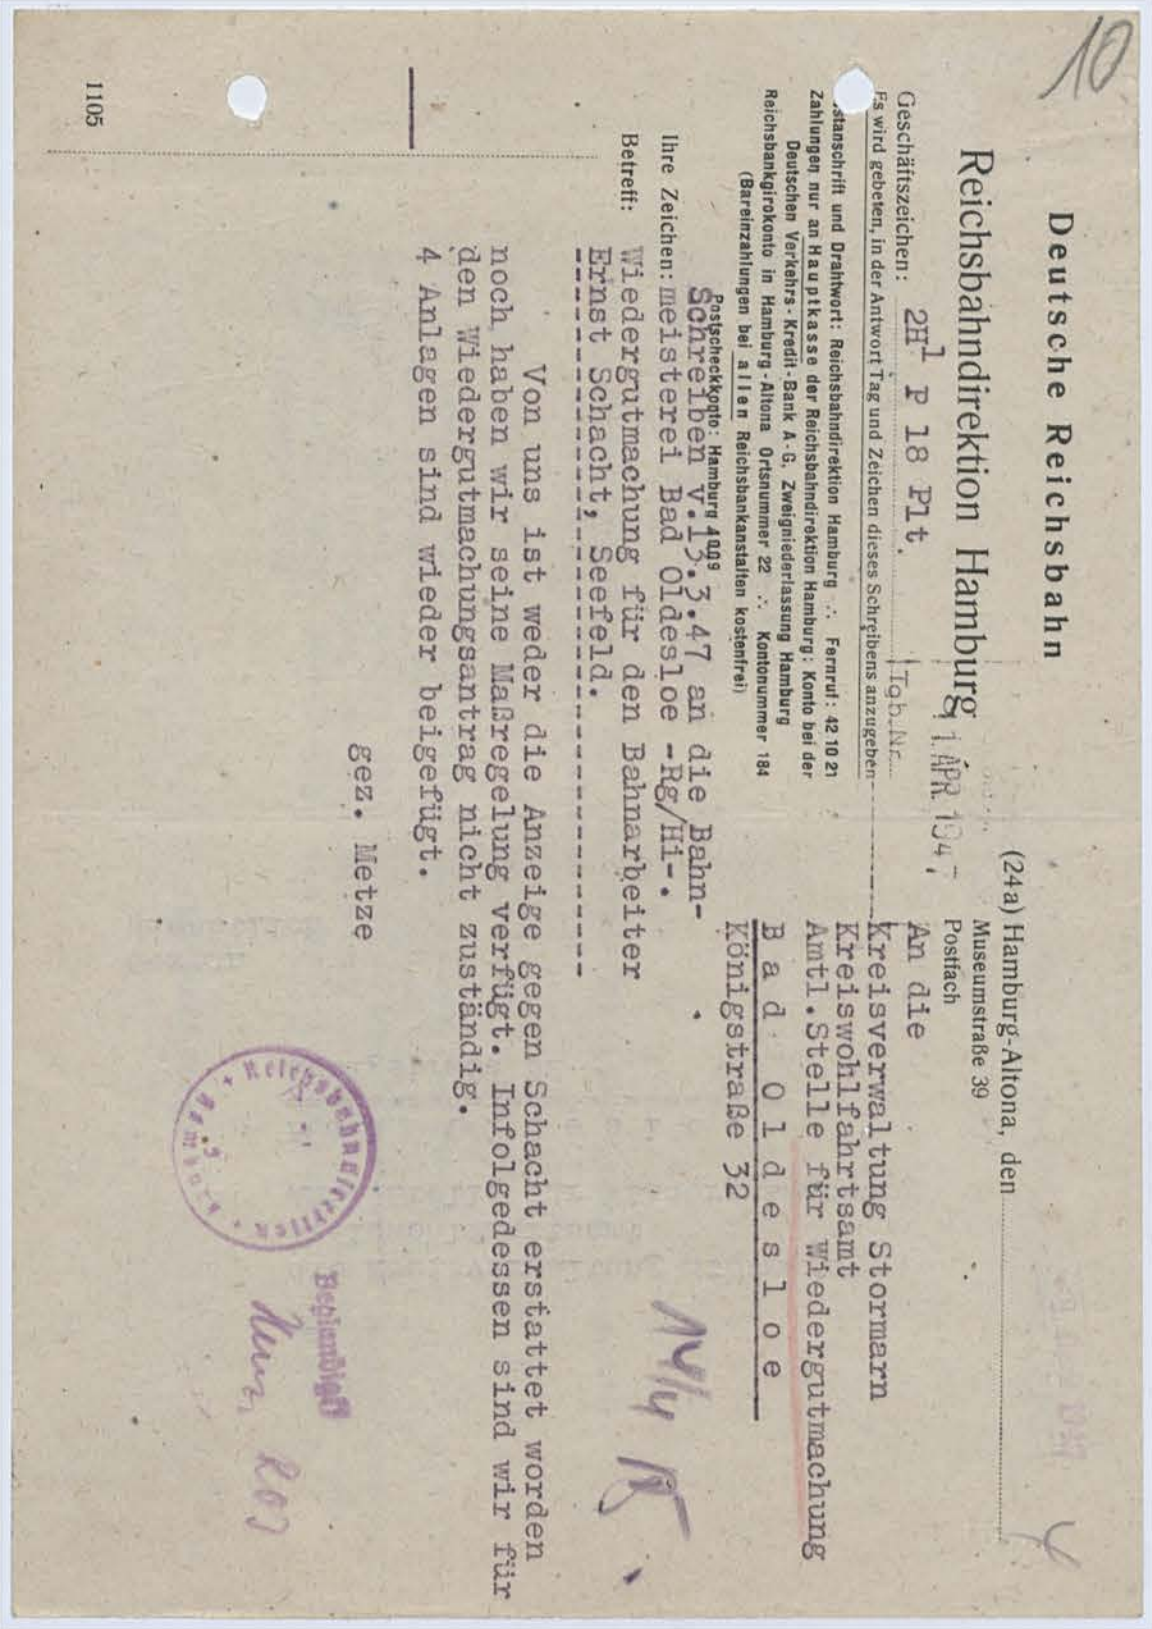 10
Deutsche Reichsbahn
Reichsbahndirektion Hamburg
(24a) Hamburg-Altona, den
Museumstraße 39
Postfach
1. APR. 1947
Geschäftszeichen: 2H1 P 18 Plt.
Tgb. Nr.
Es wird gebeten, in der Antwort Tag und Zeichen dieses Schreibens anzugeben
stanschrift und Drahtwort: Reichsbahndirektion Hamburg ∴ Fernruf: 42 10 21
Zahlungen nur an Hauptkasse der Reichsbahndirektion Hamburg: Konto bei der
Deutschen Verkehrs-Kredit-Bank A-G, Zweigniederlassung Hamburg
Reichsbankgirokonto in Hamburg-Altona Ortsnummer 22 ∴ Kontonummer 184
(Bareinzahlungen bei allen Reichsbankanstalten kostenfrei)
Postscheckkonto: Hamburg 4009
An die
Kreisverwaltung Stormarn
Kreiswohlfahrtsamt
Amtl.Stelle für Wiedergutmachung
Bad Oldesloe
Königstraße 32
Schreiben v.13.3.47 an die Bahn-
Ihre Zeichen: meisterei Bad Oldesloe -Rg/Hi-.
Betreff: Wiedergutmachung für den Bahnarbeiter
Ernst Schacht, Seefeld.
Von uns ist weder die Anzeige gegen Schacht erstattet worden
noch haben wir seine Maßregelung verfügt. Infolgedessen sind wir für
den Wiedergutmachungsantrag nicht zuständig.
4 Anlagen sind wieder beigefügt.
gez. Metze
Reichsbahndirektion
Hamburg
Beglaubigt
1105